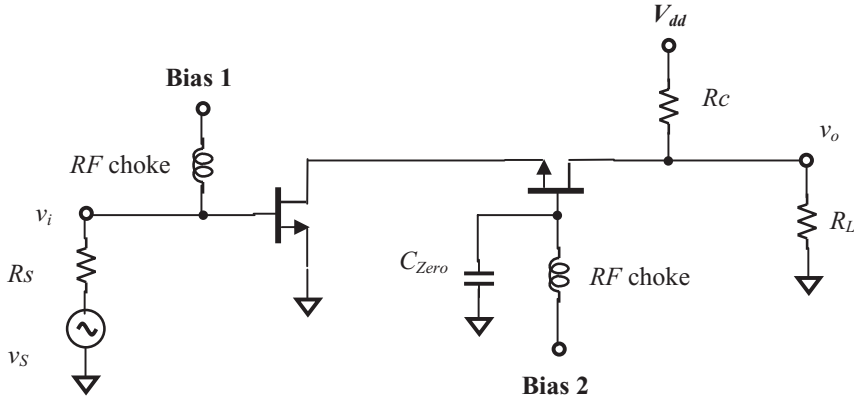 V_dd
Bias 1
Rc
v_o
RF choke
v_i
R_L
Rs
C_Zero
RF choke
v_S
Bias 2